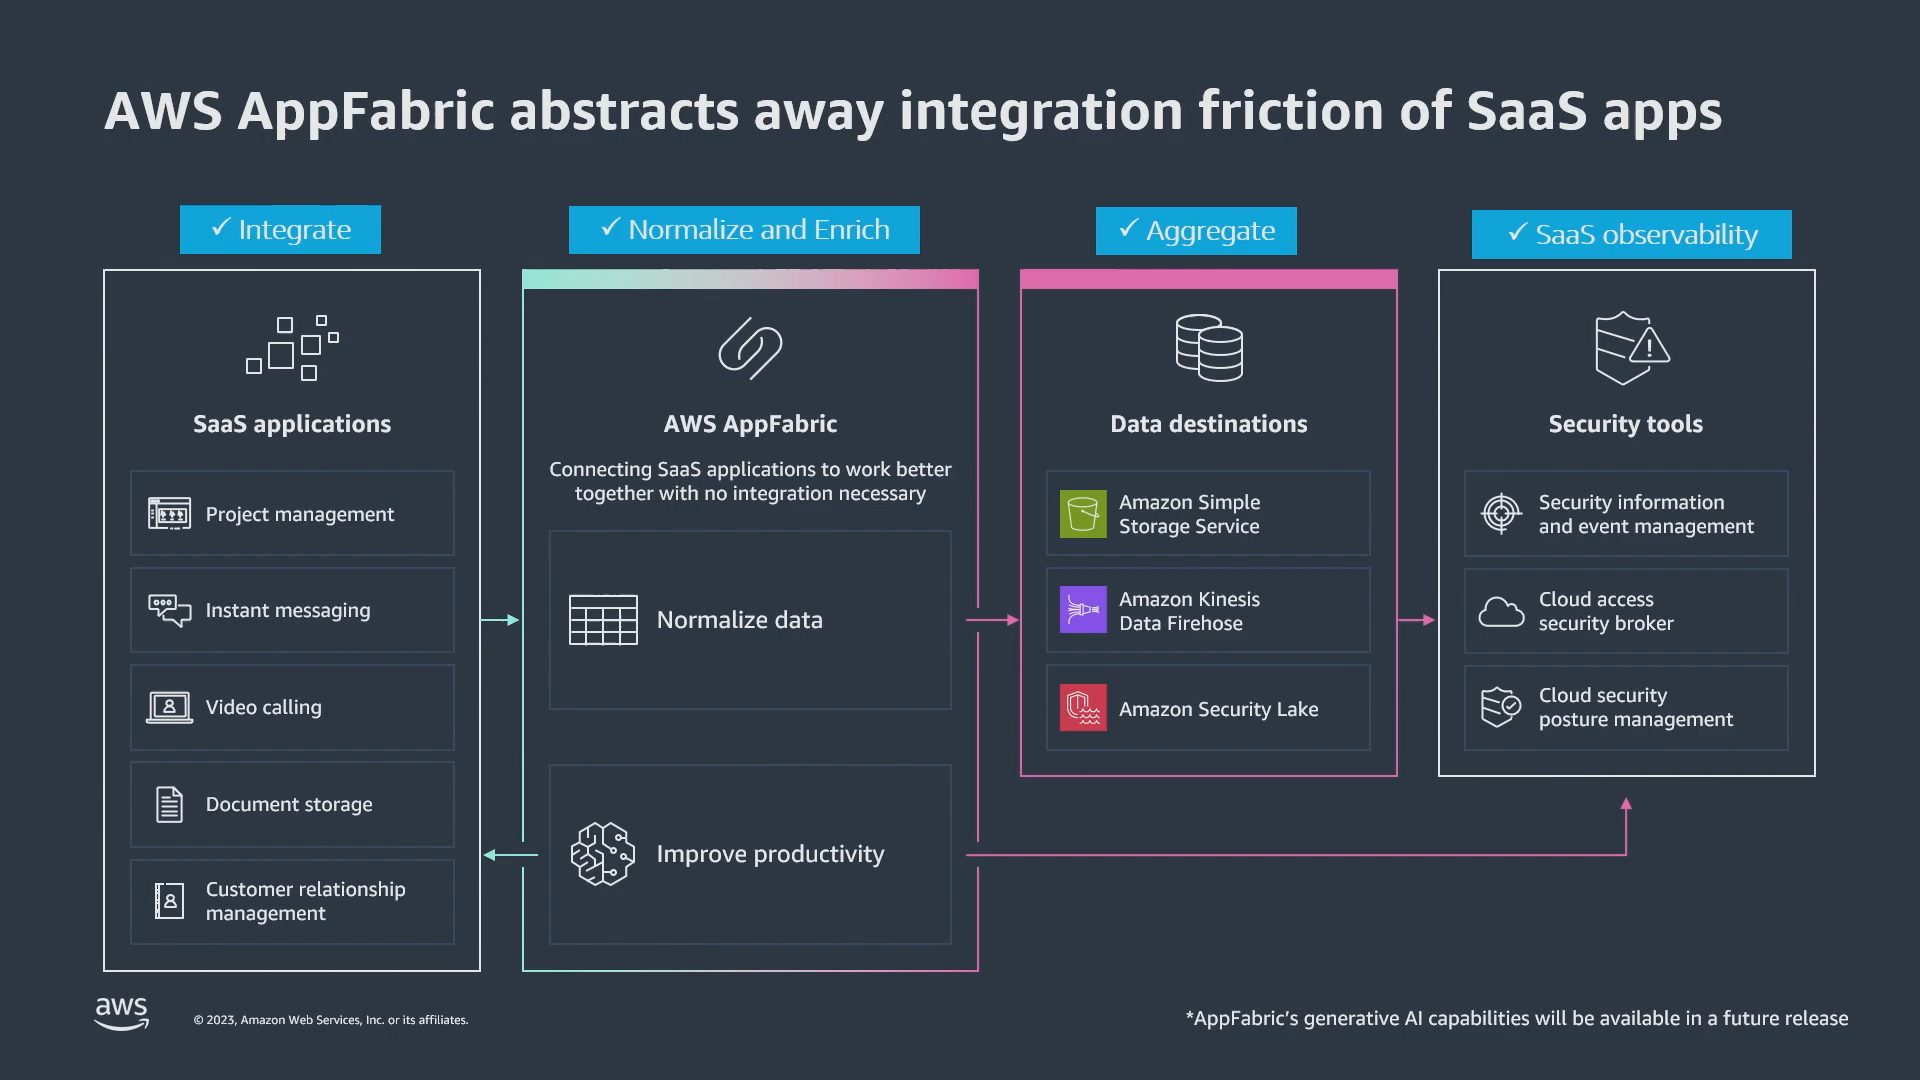 AWS AppFabric abstracts away integration friction of SaaS apps
✓ Integrate
✓ Normalize and Enrich
✓ Aggregate
✓ SaaS observability
SaaS applications
Project management
Instant messaging
Video calling
Document storage
Customer relationship
management
AWS AppFabric
Connecting SaaS applications to work better
together with no integration necessary
Normalize data
Improve productivity
Data destinations
Amazon Simple
Storage Service
Amazon Kinesis
Data Firehose
Amazon Security Lake
Security tools
Security information
and event management
Cloud access
security broker
Cloud security
posture management
aws
© 2023, Amazon Web Services, Inc. or its affiliates.
*AppFabric’s generative AI capabilities will be available in a future release